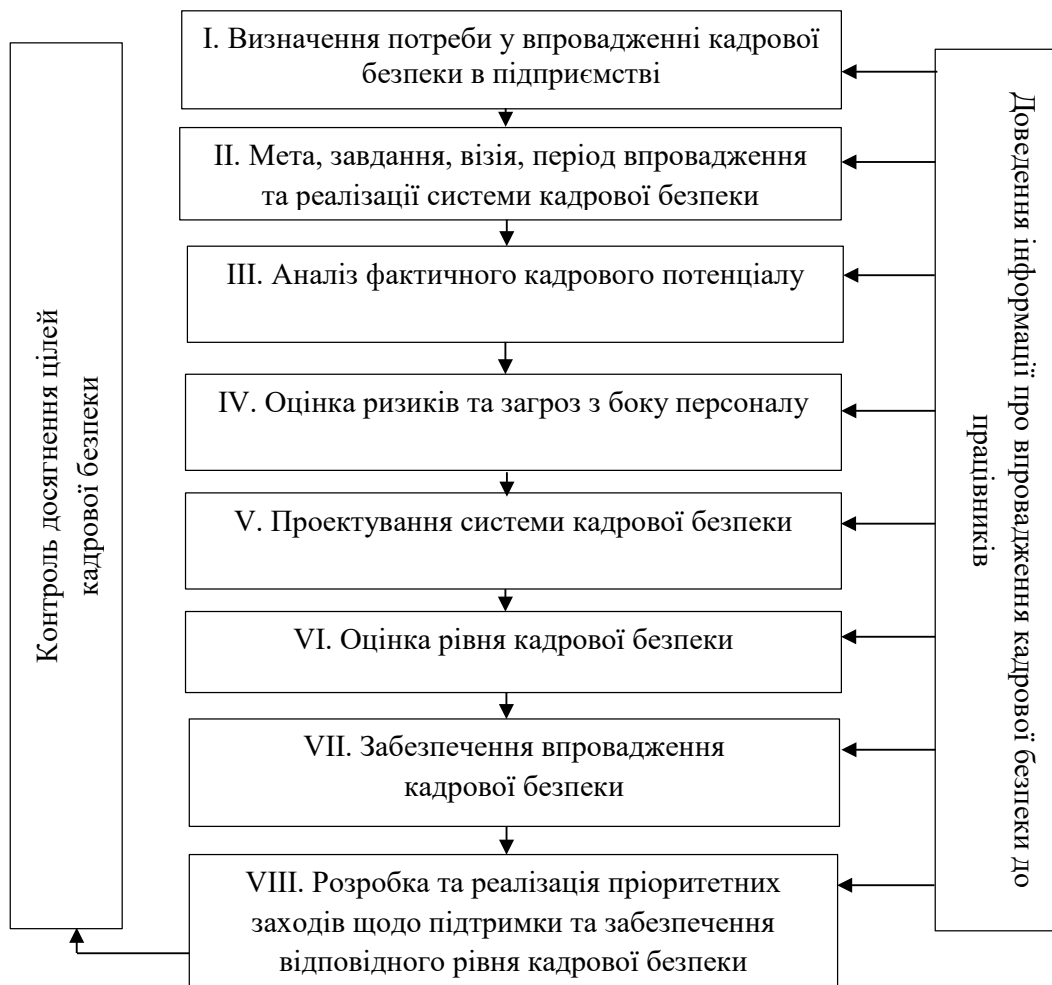 І. Визначення потреби у впровадженні кадрової
безпеки в підприємстві
ІІ. Мета, завдання, візія, період впровадження
та реалізації системи кадрової безпеки
ІІІ. Аналіз фактичного кадрового потенціалу
IV. Оцінка ризиків та загроз з боку персоналу
V. Проектування системи кадрової безпеки
VI. Оцінка рівня кадрової безпеки
VII. Забезпечення впровадження
кадрової безпеки
VIII. Розробка та реалізація пріоритетних
заходів щодо підтримки та забезпечення
відповідного рівня кадрової безпеки
Контроль досягнення цілей
кадрової безпеки
Доведення інформації про впровадження кадрової безпеки до
працівників